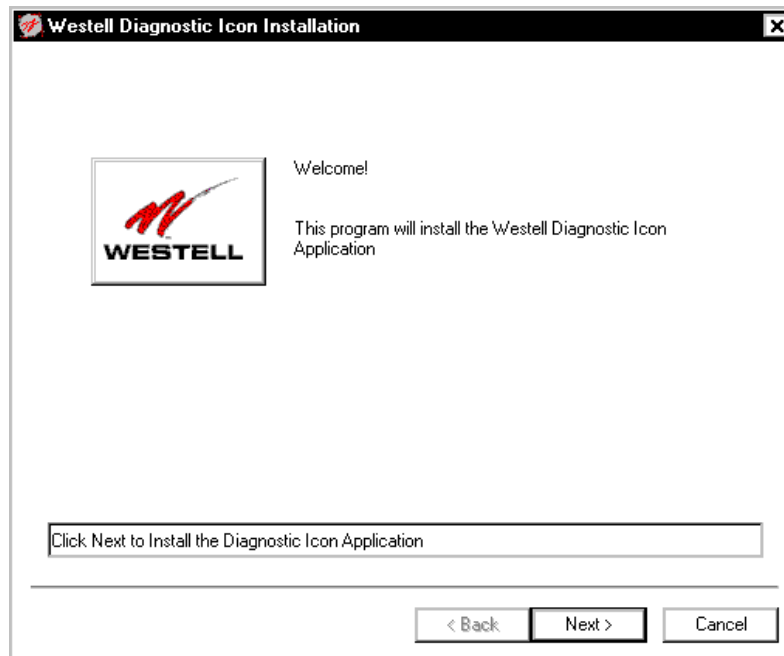 Westell Diagnostic Icon Installation
WESTELL
Welcome!
This program will install the Westell Diagnostic Icon
Application
Click Next to Install the Diagnostic Icon Application
< Back
Next >
Cancel